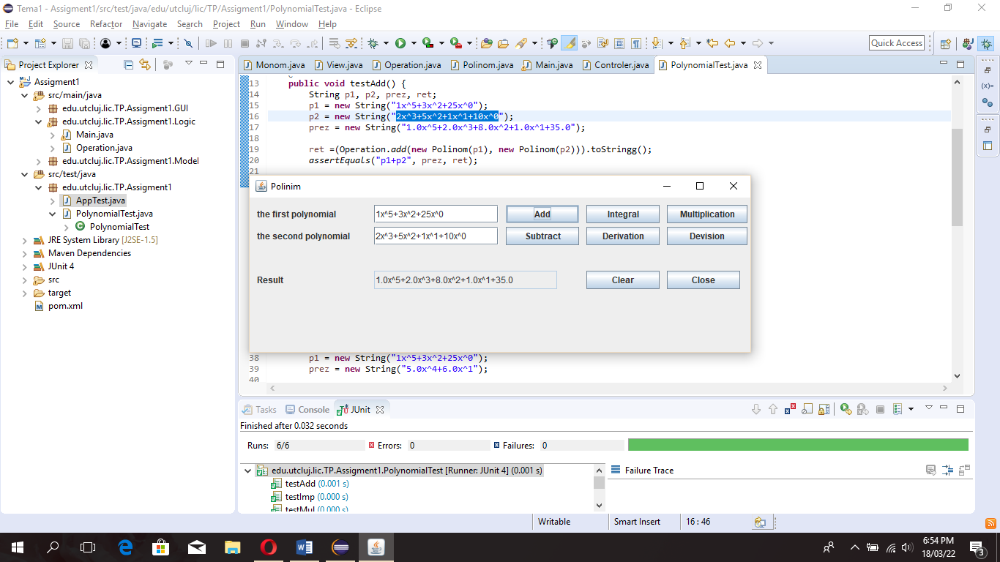 Tema1 - Assigment1/src/test/java/edu/utcluj/lic/TP/Assigment1/PolynomialTest.java - Eclipse
File Edit Source Refactor Navigate Search Project Run Window Help
Quick Access
Project Explorer
Assigment1
src/main/java
edu.utcluj.lic.TP.Assigment1.GUI
edu.utcluj.lic.TP.Assigment1.Logic
Main.java
Operation.java
edu.utcluj.lic.TP.Assigment1.Model
src/test/java
edu.utcluj.lic.TP.Assigment1
AppTest.java
PolynomialTest.java
PolynomialTest
JRE System Library [J2SE-1.5]
Maven Dependencies
JUnit 4
src
target
pom.xml
Monom.java View.java Operation.java Polinom.java Main.java Controler.java PolynomialTest.java
13 public void testAdd() {
14 String p1, p2, prez, ret;
15 p1 = new String("1x^5+3x^2+25x^0");
16 p2 = new String("2x^3+5x^2+1x^1+10x^0");
17 prez = new String("1.0x^5+2.0x^3+8.0x^2+1.0x^1+35.0");
18
19 ret =(Operation.add(new Polinom(p1), new Polinom(p2))).toStringg();
20 assertEquals("p1+p2", prez, ret);
21
Polinim
the first polynomial 1x^5+3x^2+25x^0 Add Integral Multiplication
the second polynomial 2x^3+5x^2+1x^1+10x^0 Subtract Derivation Devision
Result 1.0x^5+2.0x^3+8.0x^2+1.0x^1+35.0 Clear Close
38 p1 = new String("1x^5+3x^2+25x^0");
39 prez = new String("5.0x^4+6.0x^1");
40
Tasks Console JUnit
Finished after 0.032 seconds
Runs: 6/6 Errors: 0 Failures: 0
edu.utcluj.lic.TP.Assigment1.PolynomialTest [Runner: JUnit 4] (0.001 s)
testAdd (0.001 s)
testImp (0.000 s)
testMul (0.000 s)
Failure Trace
Writable Smart Insert 16 : 46
6:54 PM
18/03/22
3